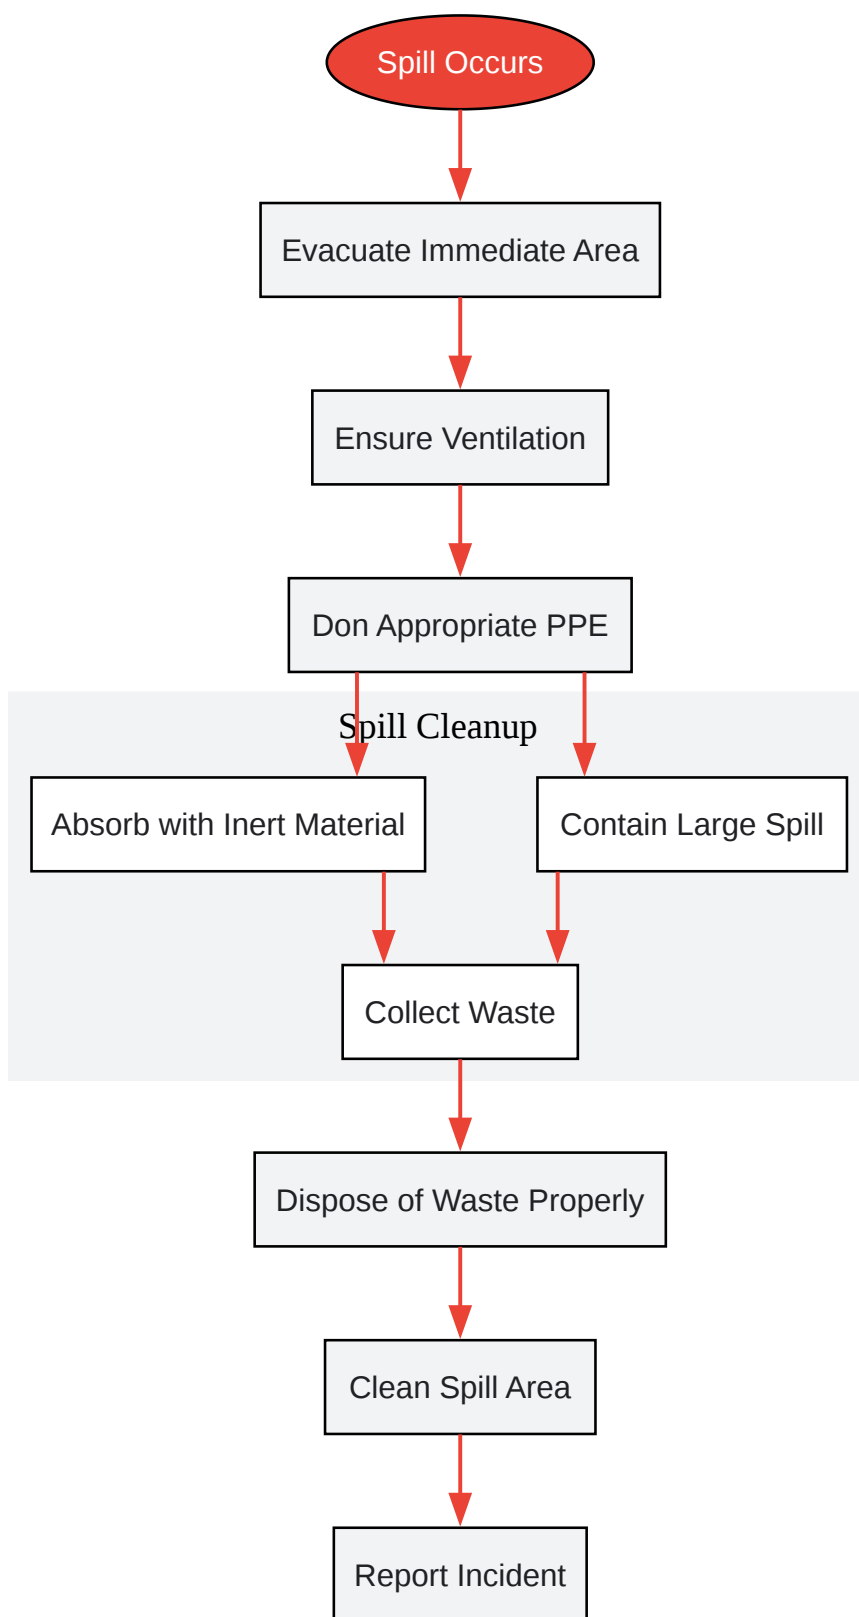 Spill Occurs
Evacuate Immediate Area
Ensure Ventilation
Don Appropriate PPE
Spill Cleanup
Absorb with Inert Material
Contain Large Spill
Collect Waste
Dispose of Waste Properly
Clean Spill Area
Report Incident